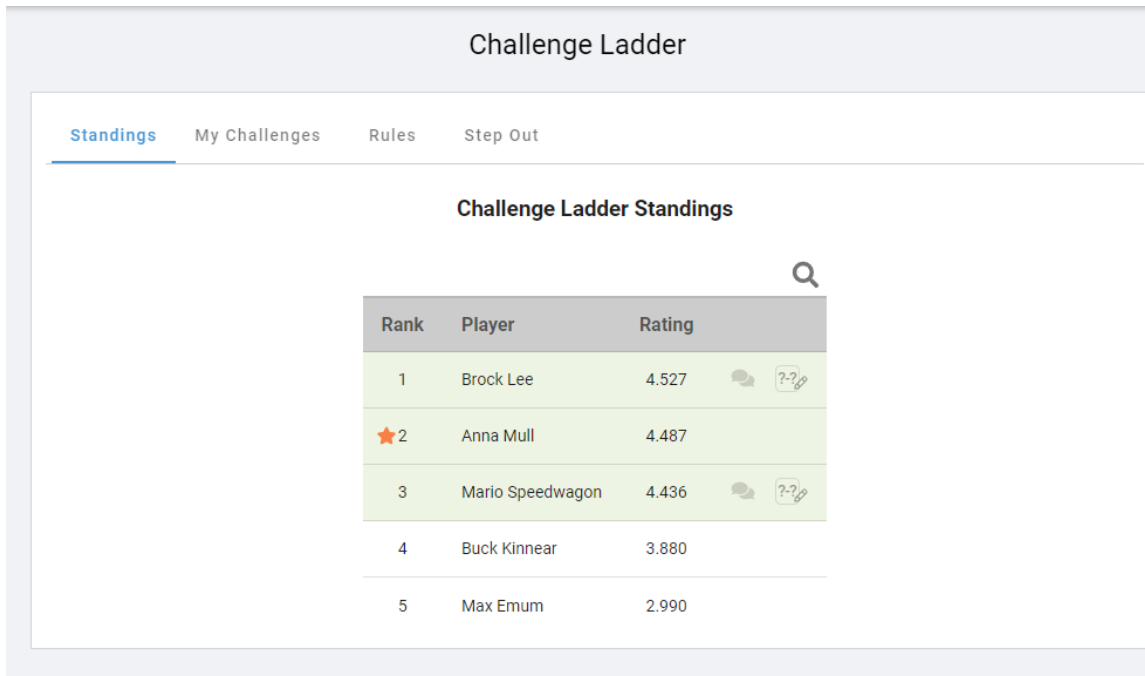 Challenge Ladder
Standings My Challenges Rules Step Out
Challenge Ladder Standings
Rank Player Rating
1 Brock Lee 4.527 ?-?
2 Anna Mull 4.487
3 Mario Speedwagon 4.436 ?-?
4 Buck Kinnear 3.880
5 Max Emum 2.990